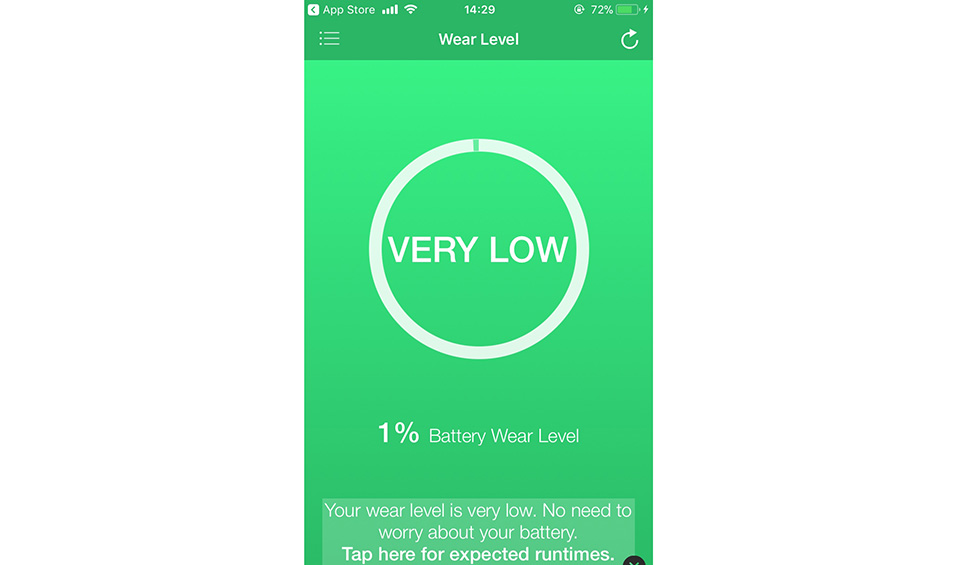 App Store 14:29 72%
Wear Level
VERY LOW
1% Battery Wear Level
Your wear level is very low. No need to
worry about your battery.
Tap here for expected runtimes.